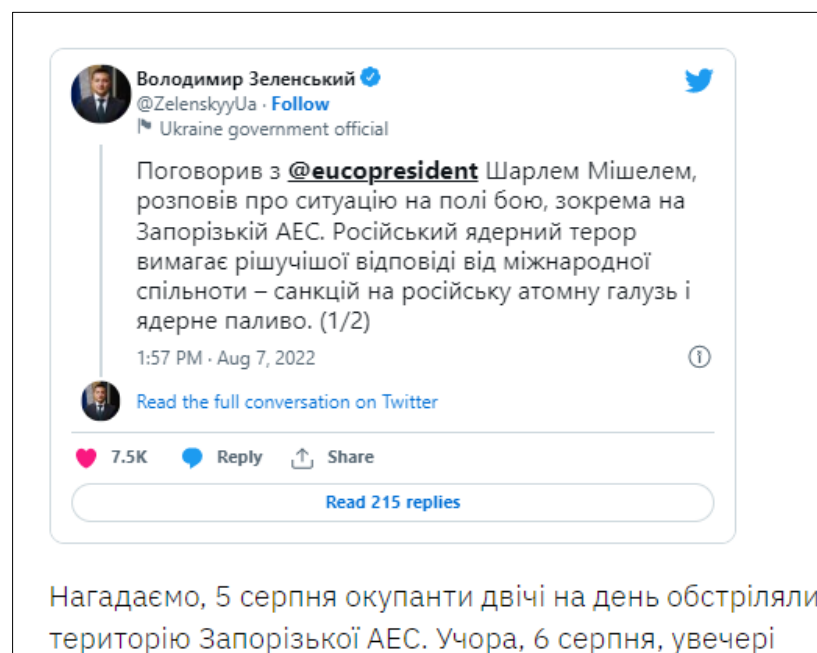 Володимир Зеленський
@ZelenskyyUa · Follow
Ukraine government official
Поговорив з @eucopresident Шарлем Мішелем,
розповів про ситуацію на полі бою, зокрема на
Запорізькій АЕС. Російський ядерний терор
вимагає рішучішої відповіді від міжнародної
спільноти – санкцій на російську атомну галузь і
ядерне паливо. (1/2)
1:57 PM · Aug 7, 2022
Read the full conversation on Twitter
7.5K Reply Share
Read 215 replies
Нагадаємо, 5 серпня окупанти двічі на день обстріляли
територію Запорізької АЕС. Учора, 6 серпня, увечері